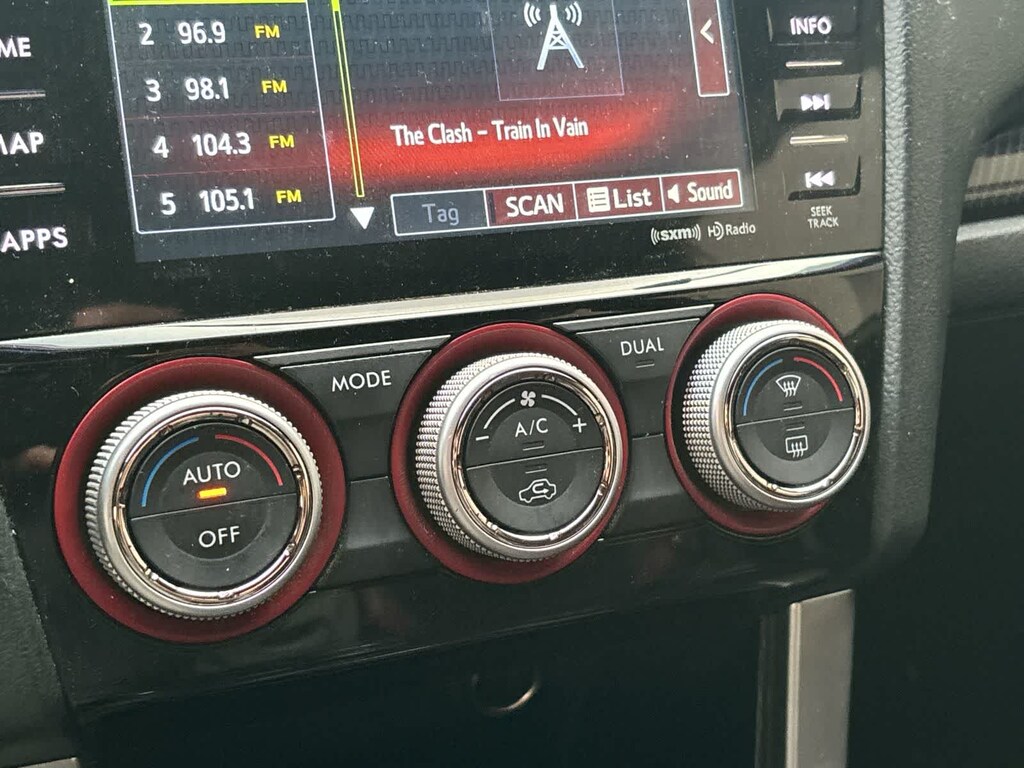 ME
MAP
APPS
2 96.9 FM
3 98.1 FM
4 104.3 FM
5 105.1 FM
The Clash – Train In Vain
Tag SCAN List Sound
((sxm)) HD Radio
INFO
SEEK
TRACK
AUTO
OFF
MODE
A/C
- +
DUAL